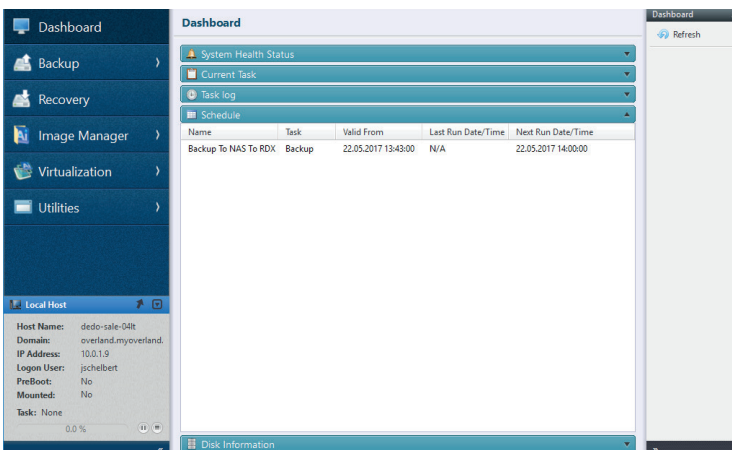 Dashboard
Backup
Recovery
Image Manager
Virtualization
Utilities
Local Host
Host Name: dedo-sale-04lt
Domain: overland.myoverland.
IP Address: 10.0.1.9
Logon User: jschelbert
PreBoot: No
Mounted: No
Task: None
0.0 %
Dashboard
System Health Status
Current Task
Task log
Schedule
Name Task Valid From Last Run Date/Time Next Run Date/Time
Backup To NAS To RDX Backup 22.05.2017 13:43:00 N/A 22.05.2017 14:00:00
Disk Information
Dashboard
Refresh